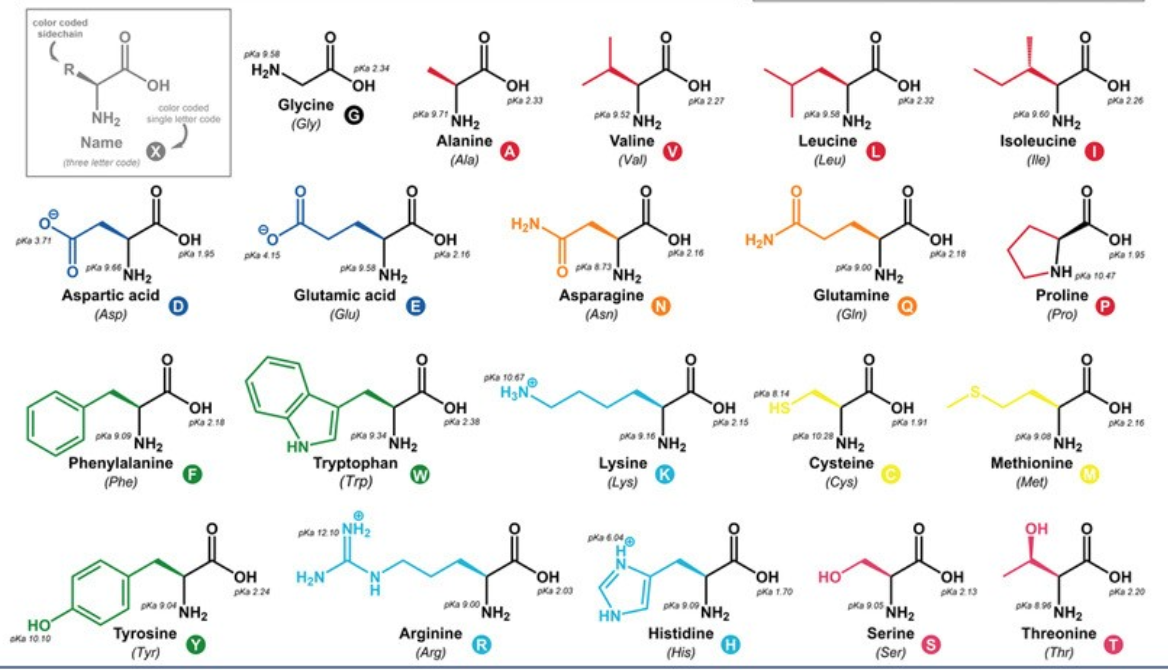 color coded
sidechain
R
O
OH
NH₂
color coded
single letter code
Name
(three letter code)
X
pKa 9.58
H₂N
O
pKa 2.34
OH
Glycine
(Gly)
G
O
OH
pKa 2.33
pKa 9.71
NH₂
Alanine
(Ala)
A
O
OH
pKa 2.27
pKa 9.52
NH₂
Valine
(Val)
V
O
OH
pKa 2.32
pKa 9.58
NH₂
Leucine
(Leu)
L
O
OH
pKa 2.26
pKa 9.60
NH₂
Isoleucine
(Ile)
I
O⊖
pKa 3.71
O
O
OH
pKa 1.95
pKa 9.66
NH₂
Aspartic acid
(Asp)
D
O
⊖O
pKa 4.15
O
OH
pKa 2.16
pKa 9.58
NH₂
Glutamic acid
(Glu)
E
H₂N
O
O
OH
pKa 2.16
pKa 8.73
NH₂
Asparagine
(Asn)
N
O
H₂N
O
OH
pKa 2.18
pKa 9.00
NH₂
Glutamine
(Gln)
Q
O
OH
pKa 1.95
NH
pKa 10.47
Proline
(Pro)
P
O
OH
pKa 2.18
pKa 9.09
NH₂
Phenylalanine
(Phe)
F
HN
O
OH
pKa 2.38
pKa 9.34
NH₂
Tryptophan
(Trp)
W
pKa 10.67
H₃N⊕
O
OH
pKa 2.15
pKa 9.16
NH₂
Lysine
(Lys)
K
pKa 8.14
HS
O
OH
pKa 1.91
pKa 10.28
NH₂
Cysteine
(Cys)
C
S
O
OH
pKa 2.16
pKa 9.08
NH₂
Methionine
(Met)
M
HO
pKa 10.10
O
OH
pKa 2.24
pKa 9.04
NH₂
Tyrosine
(Tyr)
Y
pKa 12.10
⊕
NH₂
H₂N
N
H
O
OH
pKa 2.03
pKa 9.00
NH₂
Arginine
(Arg)
R
pKa 6.04
⊕
H
N
HN
O
OH
pKa 1.70
pKa 9.09
NH₂
Histidine
(His)
H
HO
O
OH
pKa 2.13
pKa 9.05
NH₂
Serine
(Ser)
S
OH
O
OH
pKa 2.20
pKa 8.96
NH₂
Threonine
(Thr)
T